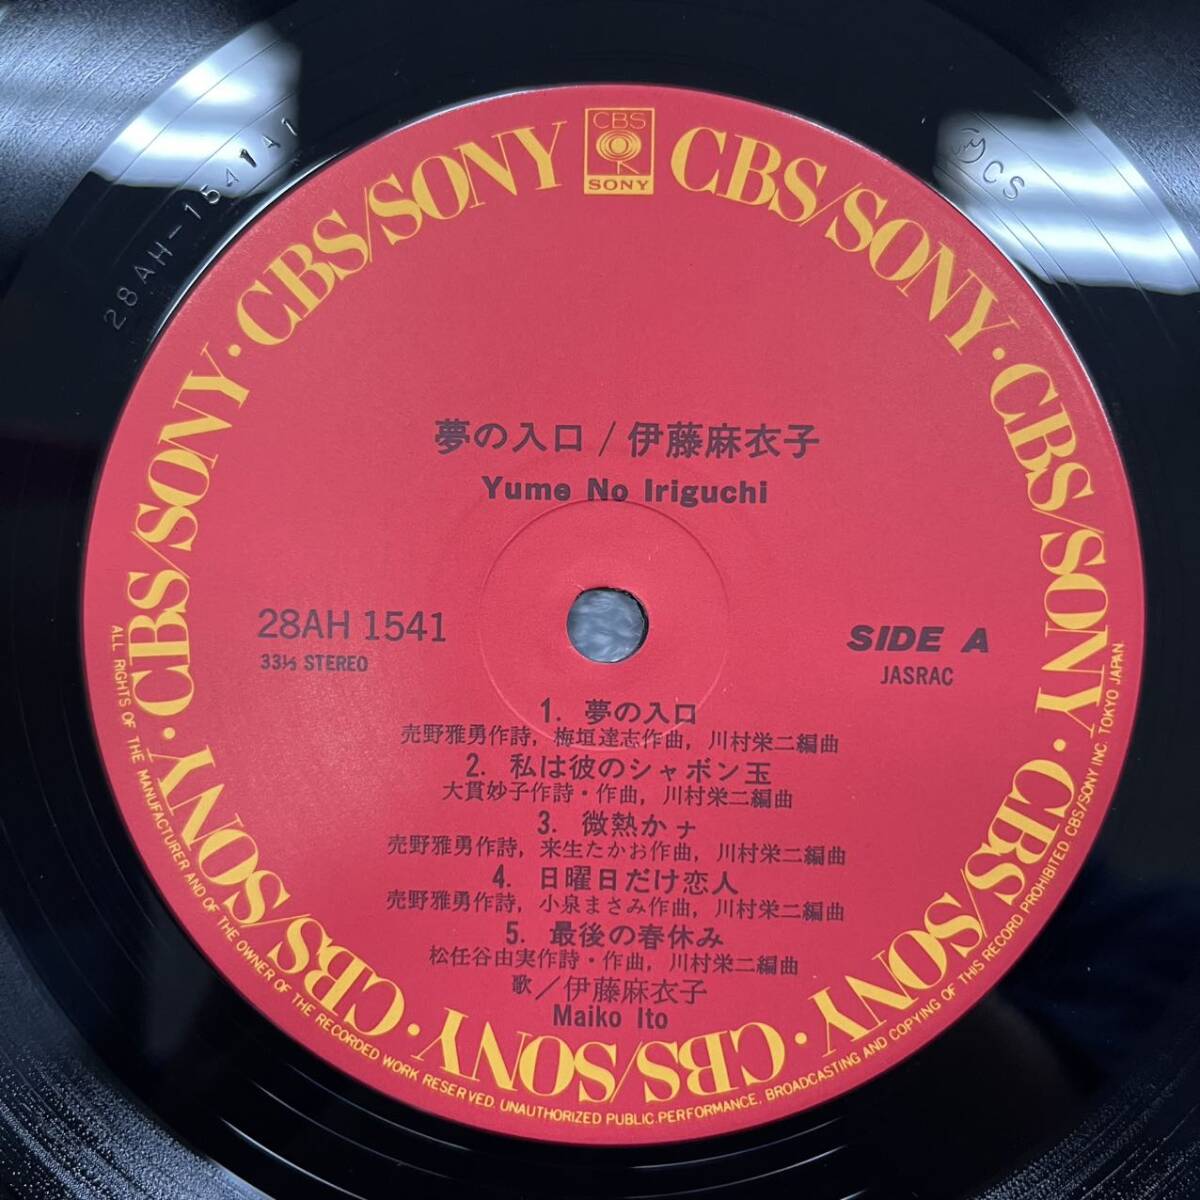 CBS
SONY
CBS/SONY · CBS/SONY · CBS/SONY · CBS/SONY · CBS/SONY · CBS/SONY · CBS/SONY · CBS/SONY
28AH-1541A1
CS
夢の入口/伊藤麻衣子
Yume No Iriguchi
28AH 1541
33⅓ STEREO
SIDE A
JASRAC
1. 夢の入口
売野雅勇作詩，梅垣達志作曲，川村栄二編曲
2. 私は彼のシャボン玉
大貫妙子作詩・作曲，川村栄二編曲
3. 微熱かナ
売野雅勇作詩，来生たかお作曲，川村栄二編曲
4. 日曜日だけ恋人
売野雅勇作詩，小泉まさみ作曲，川村栄二編曲
5. 最後の春休み
松任谷由実作詩・作曲，川村栄二編曲
歌/伊藤麻衣子
Maiko Ito
ALL RIGHTS OF THE MANUFACTURER AND OF THE OWNER OF THE RECORDED WORK RESERVED. UNAUTHORIZED PUBLIC PERFORMANCE, BROADCASTING AND COPYING OF THIS RECORD PROHIBITED. CBS/SONY INC. TOKYO JAPAN.